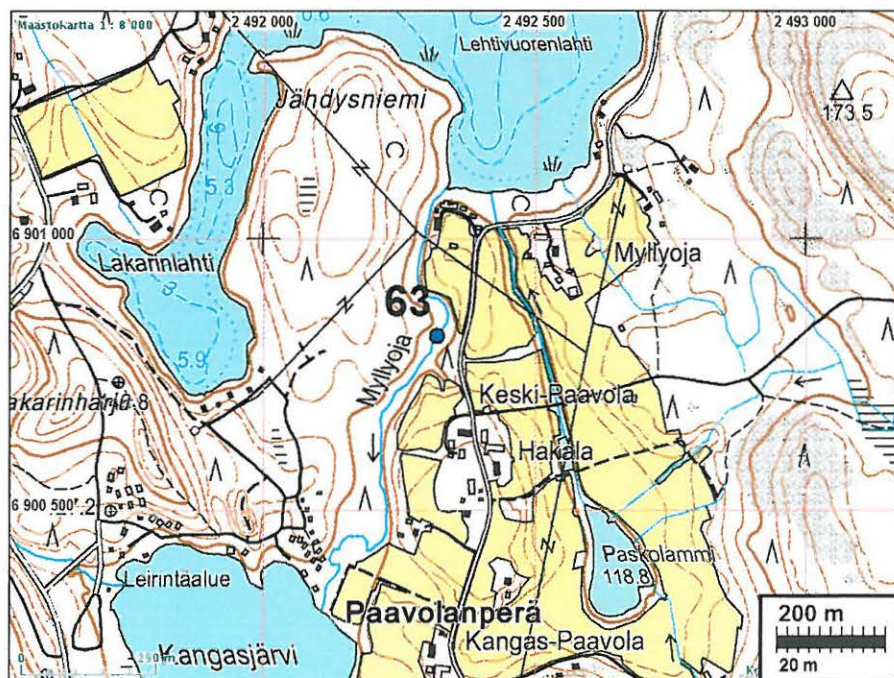 Maastokartta 1 : 8 000
2 492 000
2 492 500
2 493 000
Lehtivuorenlahti
Jähdysniemi
173.5
5.3
6 901 000
Lakarinlahti
Myllyoja
63
3
5.9
Myllyoja
Keski-Paavola
Hakala
6 900 500
Paskolammi
118.8
Leirintäalue
Paavolanperä
Kangas-Paavola
Kangasjärvi
200 m
20 m
0
250 m